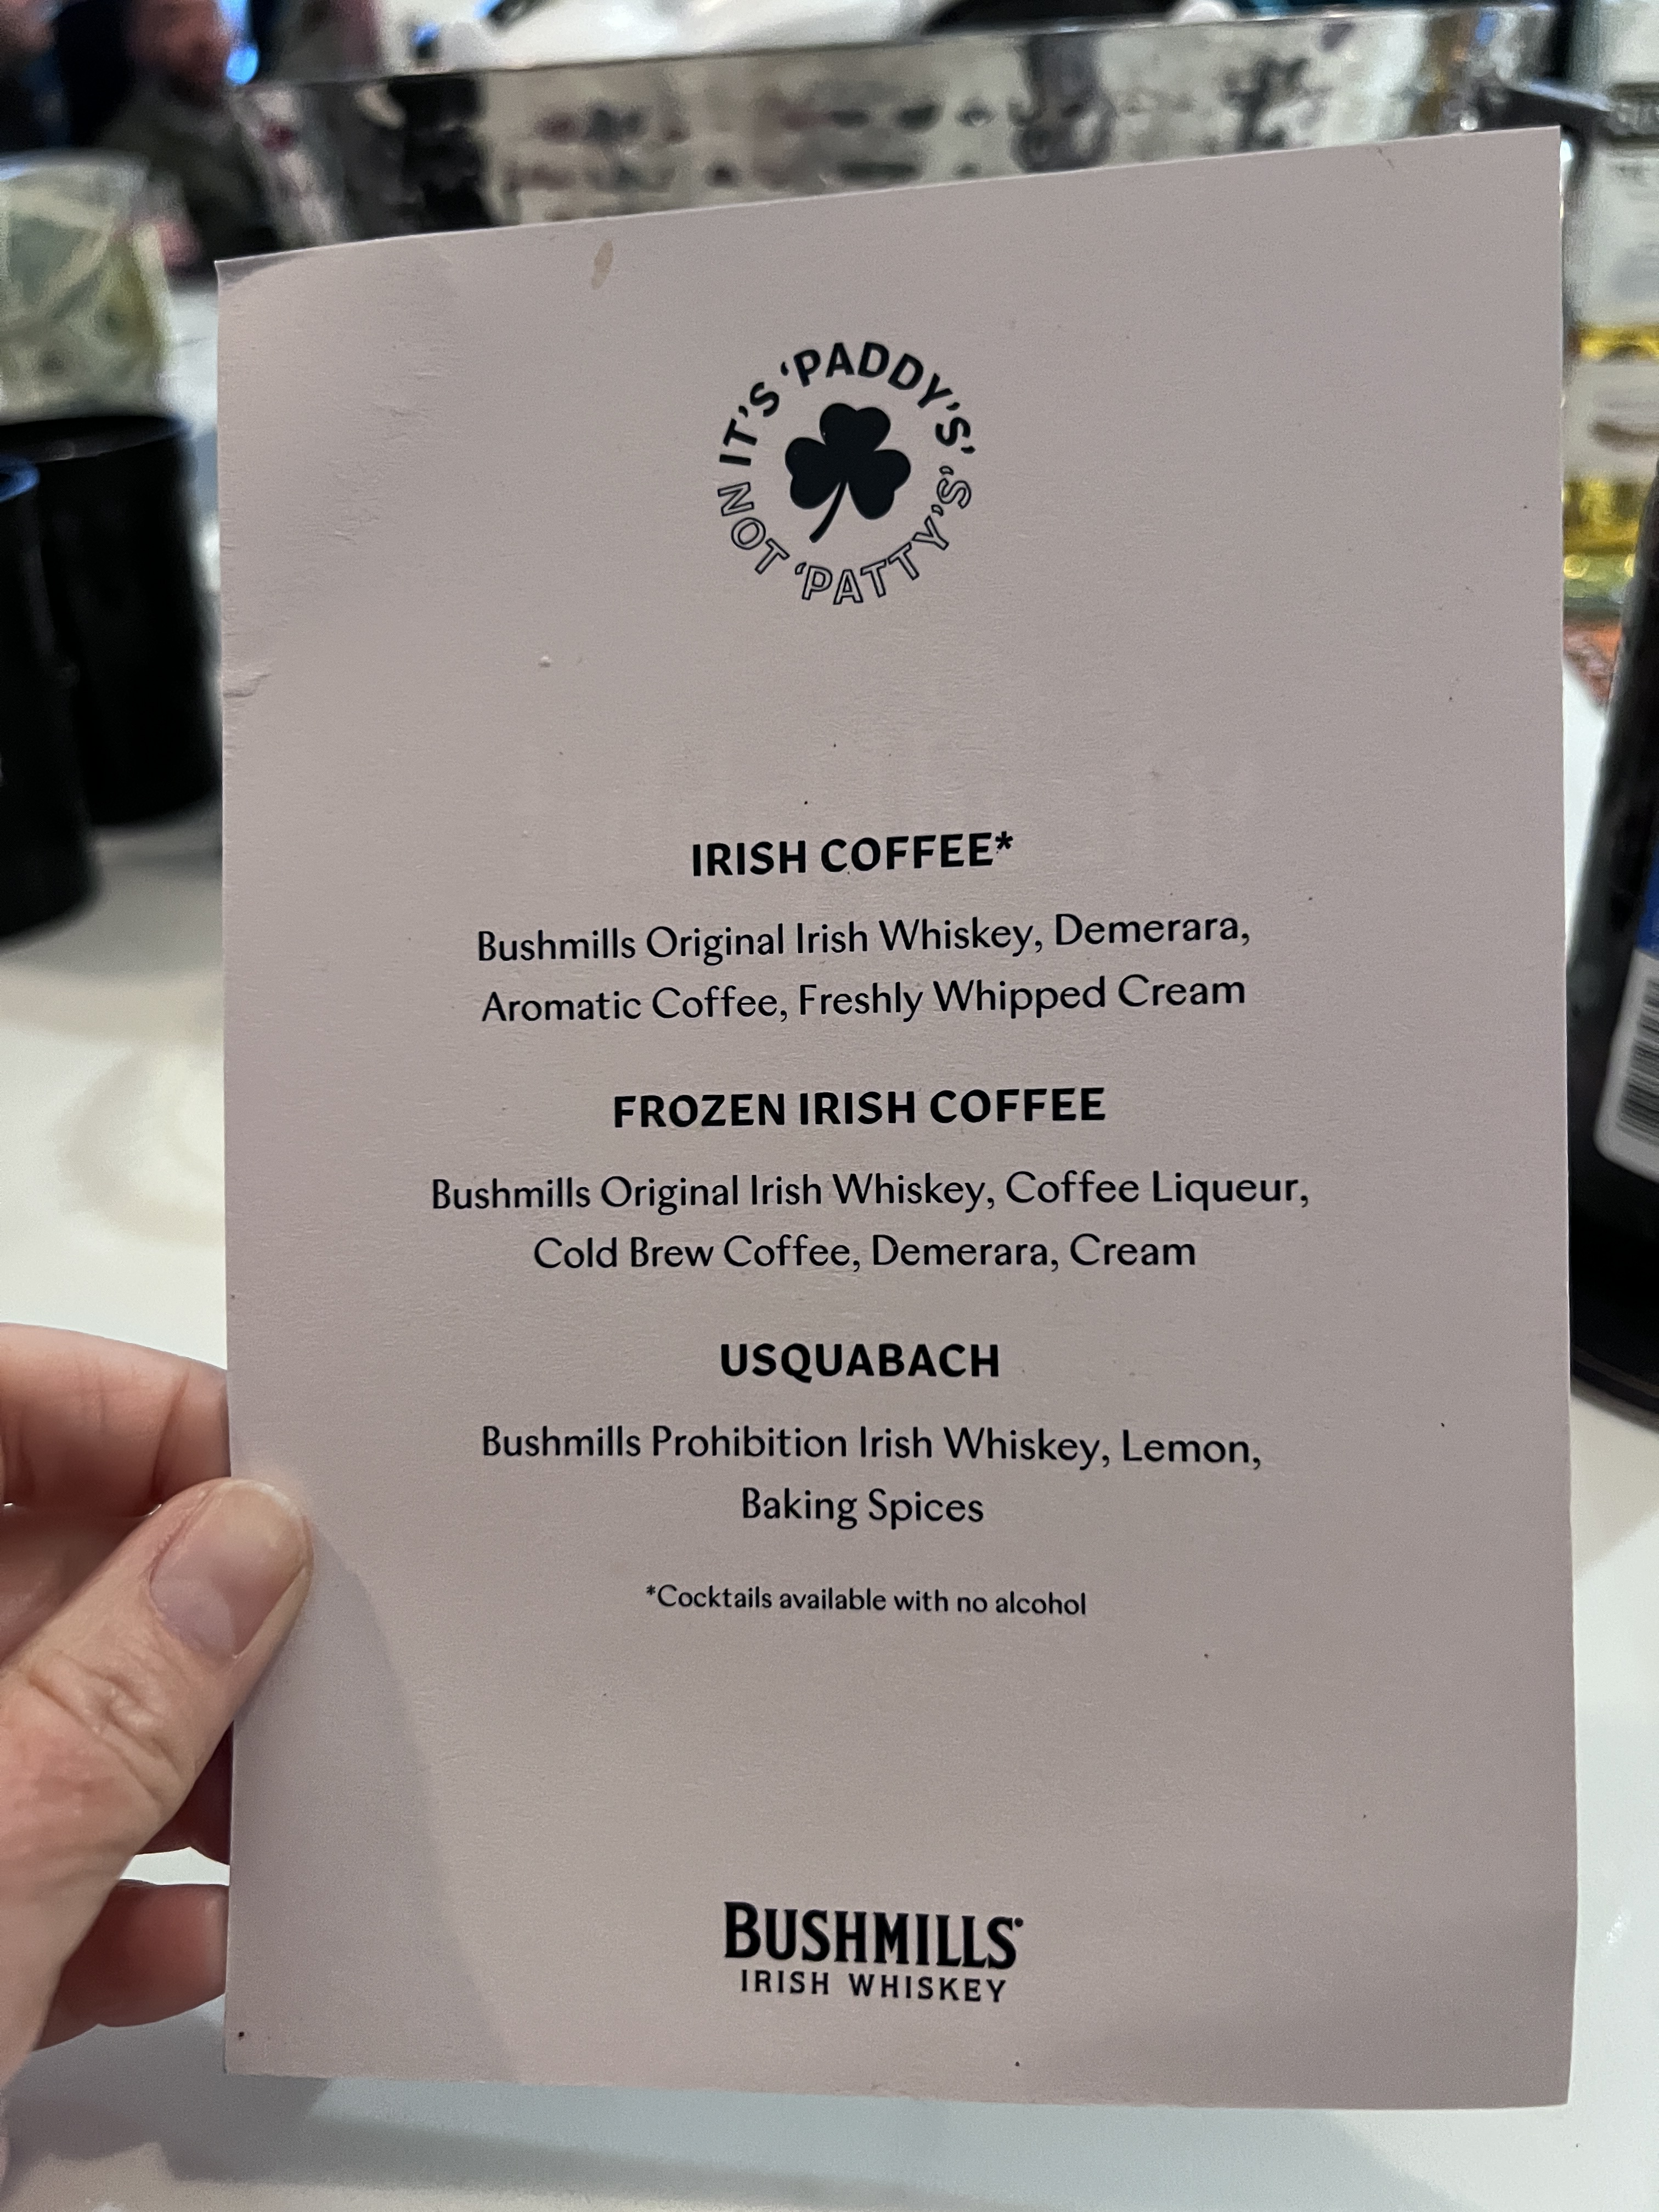 IT'S 'PADDY'S'
NOT 'PATTY'S'
IRISH COFFEE*
Bushmills Original Irish Whiskey, Demerara,
Aromatic Coffee, Freshly Whipped Cream
FROZEN IRISH COFFEE
Bushmills Original Irish Whiskey, Coffee Liqueur,
Cold Brew Coffee, Demerara, Cream
USQUABACH
Bushmills Prohibition Irish Whiskey, Lemon,
Baking Spices
*Cocktails available with no alcohol
BUSHMILLS
IRISH WHISKEY